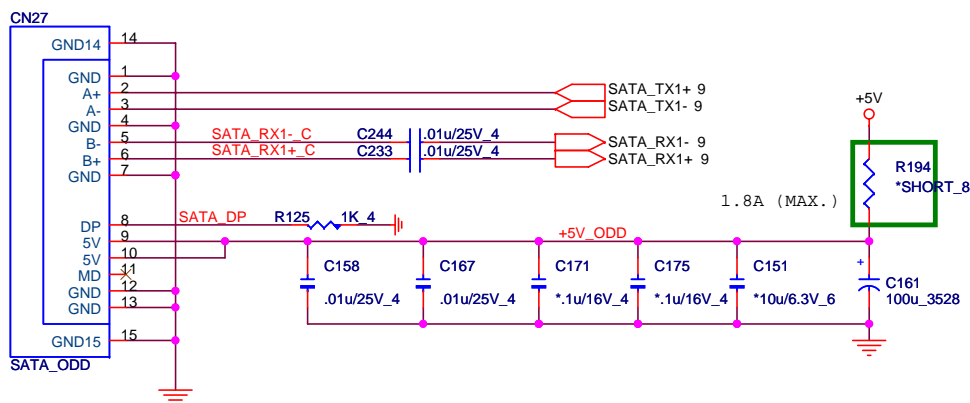 CN27
GND14 14
GND 1
A+ 2
A- 3
GND 4
B- 5
B+ 6
GND 7
DP 8
5V 9
5V 10
MD 11
GND 12
GND 13
GND15 15
SATA_ODD
SATA_TX1+ 9
SATA_TX1- 9
SATA_RX1-_C C244 .01u/25V_4 SATA_RX1- 9
SATA_RX1+_C C233 .01u/25V_4 SATA_RX1+ 9
SATA_DP R125 1K_4
+5V
R194
*SHORT_8
1.8A (MAX.)
+5V_ODD
C158
.01u/25V_4
C167
.01u/25V_4
C171
*.1u/16V_4
C175
*.1u/16V_4
C151
*10u/6.3V_6
+
C161
100u_3528